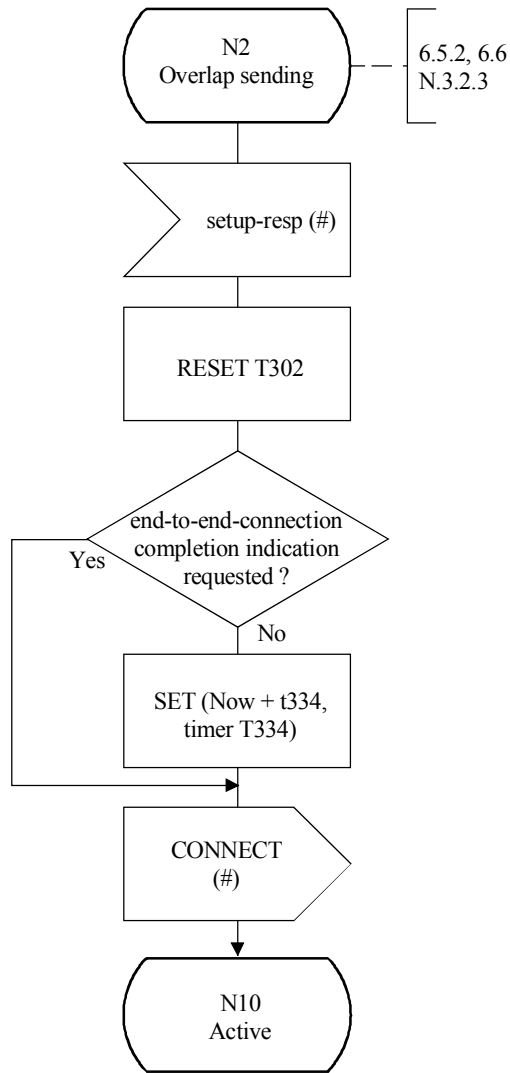 N2
Overlap sending
6.5.2, 6.6
N.3.2.3
setup-resp (#)
RESET T302
end-to-end-connection
completion indication
requested ?
Yes
No
SET (Now + t334,
timer T334)
CONNECT
(#)
N10
Active